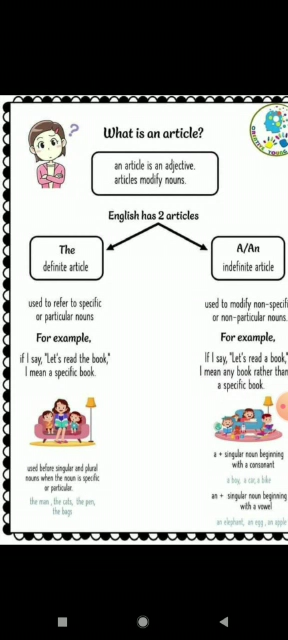 What is an article?
an article is an adjective.
articles modify nouns.
English has 2 articles
The
definite article
used to refer to specific
or particular nouns
For example,
if I say, "Let's read the book,"
I mean a specific book.
used before singular and plural
nouns when the noun is specific
or particular.
the man, the cats, the pen,
the bags
A/An
indefinite article
used to modify non-specifi
or non-particular nouns.
For example,
If I say, "Let's read a book,"
I mean any book rather than
a specific book.
a + singular noun beginning
with a consonant
a boy, a car, a bike
an + singular noun beginning
with a vowel
an elephant, an egg, an apple